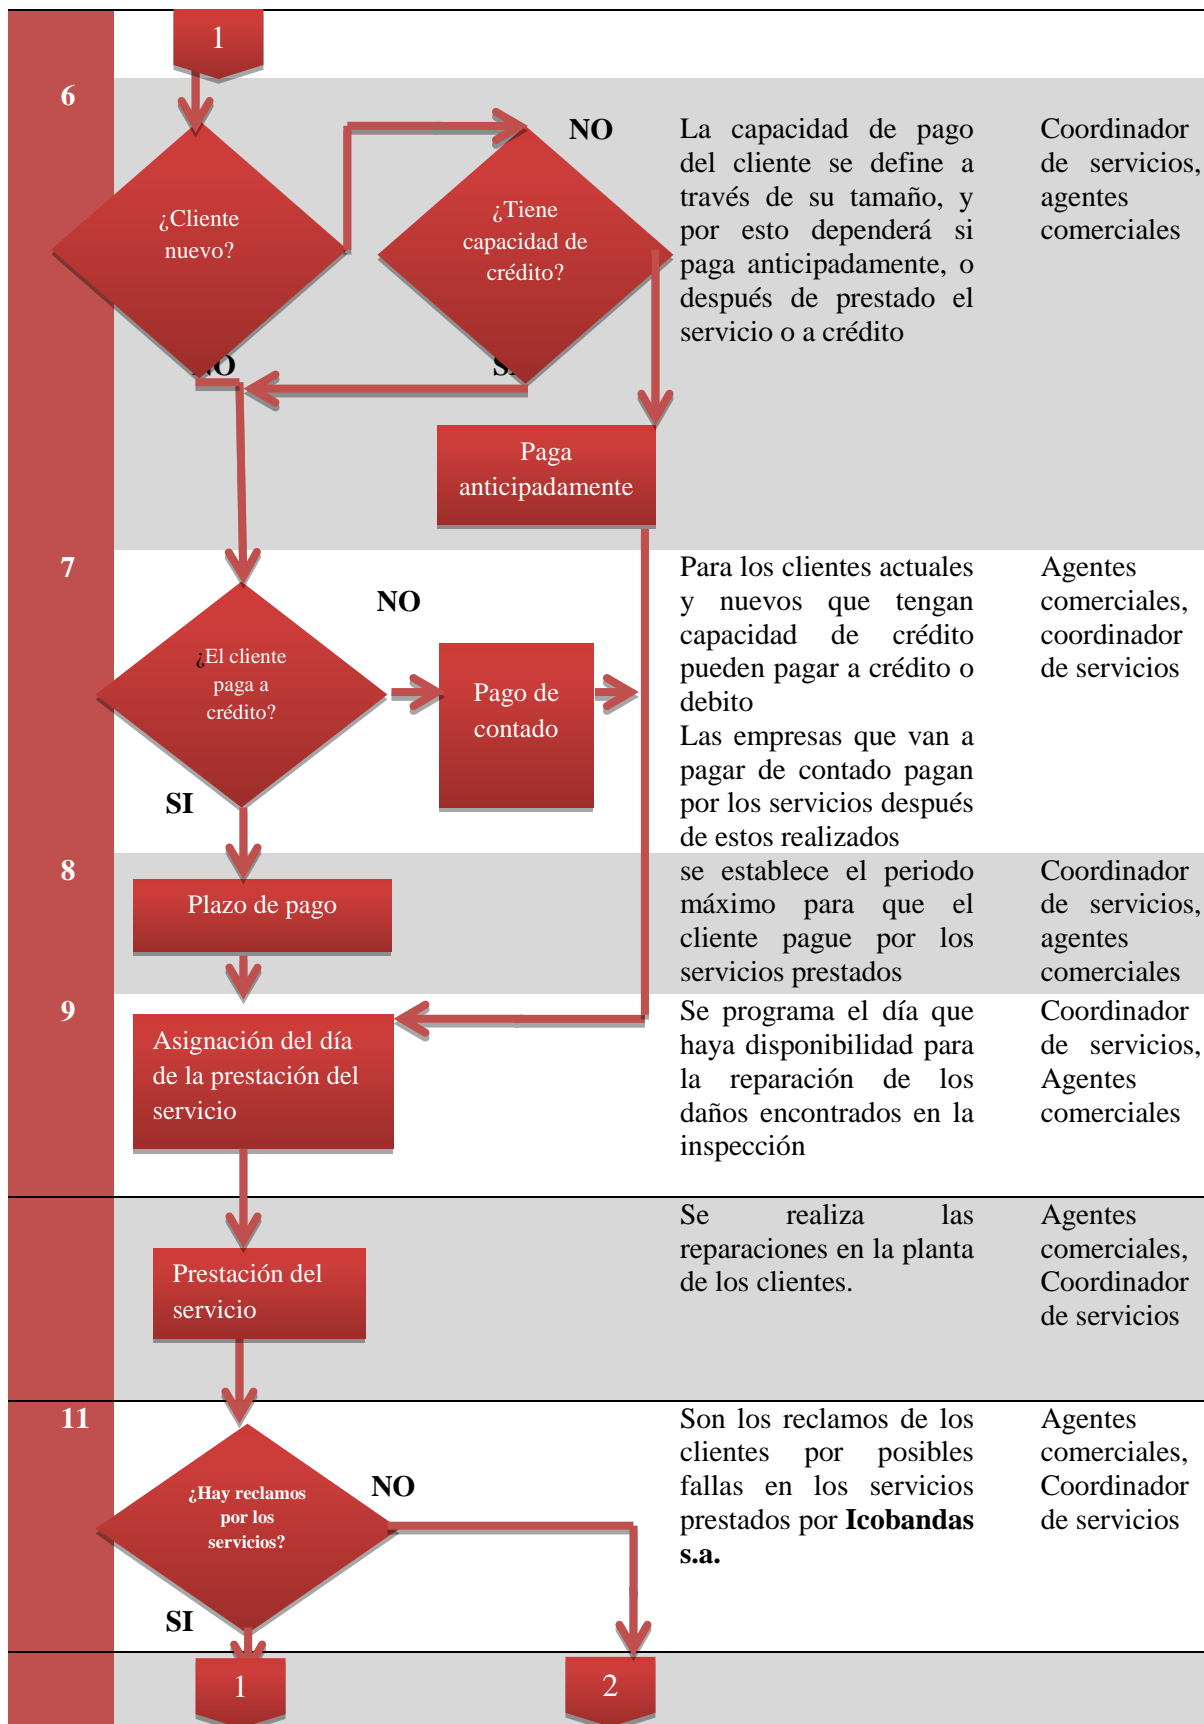 1
6
¿Cliente
nuevo?
¿Tiene
capacidad de
crédito?
NO
NO
SI
Paga
anticipadamente
La capacidad de pago
del cliente se define a
través de su tamaño, y
por esto dependerá si
paga anticipadamente, o
después de prestado el
servicio o a crédito
Coordinador
de servicios,
agentes
comerciales
7
¿El cliente
paga a
crédito?
NO
SI
Pago de
contado
Para los clientes actuales
y nuevos que tengan
capacidad de crédito
pueden pagar a crédito o
debito
Las empresas que van a
pagar de contado pagan
por los servicios después
de estos realizados
Agentes
comerciales,
coordinador
de servicios
8
Plazo de pago
se establece el periodo
máximo para que el
cliente pague por los
servicios prestados
Coordinador
de servicios,
agentes
comerciales
9
Asignación del día
de la prestación del
servicio
Se programa el día que
haya disponibilidad para
la reparación de los
daños encontrados en la
inspección
Coordinador
de servicios,
Agentes
comerciales
Prestación del
servicio
Se realiza las
reparaciones en la planta
de los clientes.
Agentes
comerciales,
Coordinador
de servicios
11
¿Hay reclamos
por los
servicios?
NO
SI
Son los reclamos de los
clientes por posibles
fallas en los servicios
prestados por Icobandas
s.a.
Agentes
comerciales,
Coordinador
de servicios
1
2